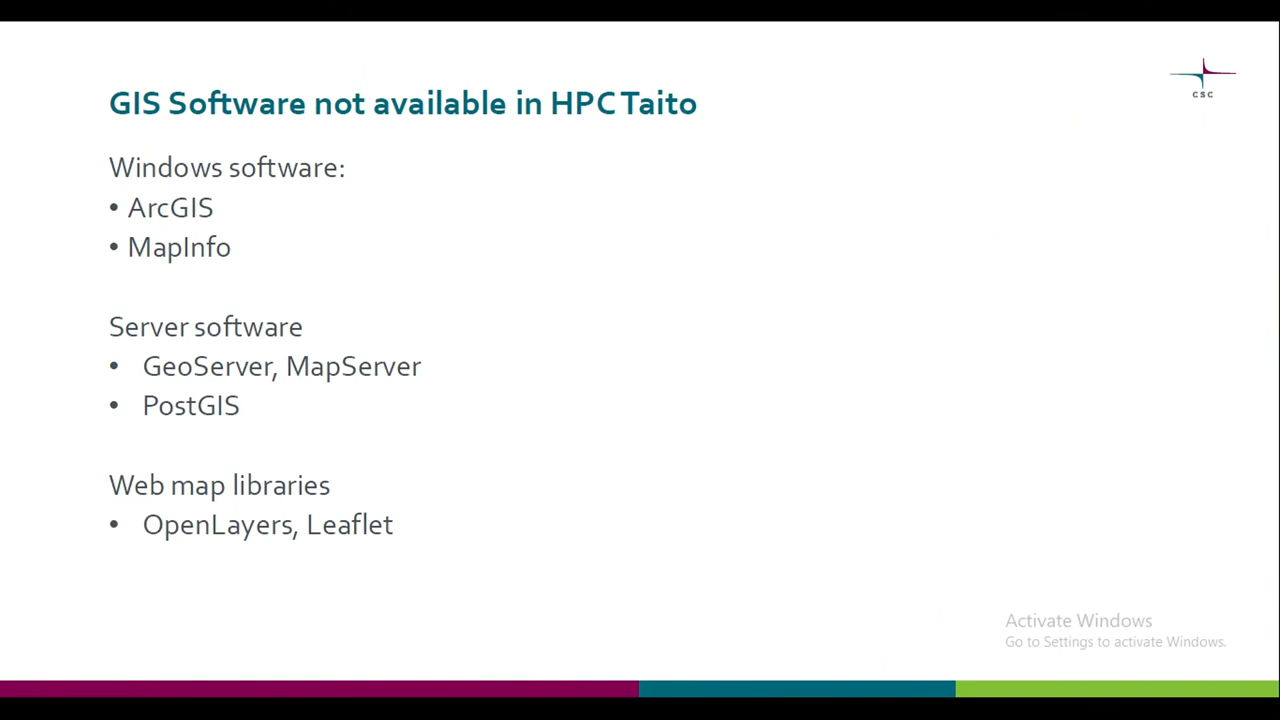 GIS Software not available in HPC Taito
csc
Windows software:
• ArcGIS
• MapInfo
Server software
• GeoServer, MapServer
• PostGIS
Web map libraries
• OpenLayers, Leaflet
Activate Windows
Go to Settings to activate Windows.